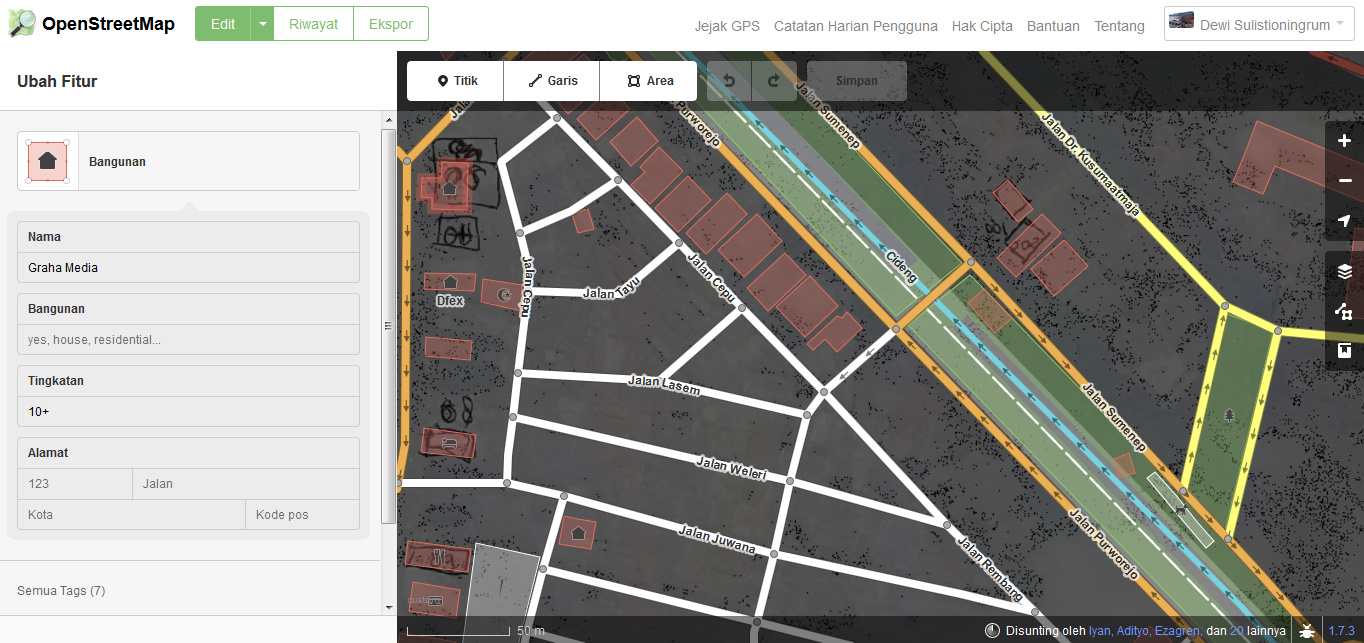 OpenStreetMap
Edit
Riwayat
Ekspor
Jejak GPS
Catatan Harian Pengguna
Hak Cipta
Bantuan
Tentang
Dewi Sulistioningrum
Ubah Fitur
Titik
Garis
Area
Simpan
Bangunan
Nama
Graha Media
Bangunan
yes, house, residential...
Tingkatan
10+
Alamat
123
Jalan
Kota
Kode pos
Semua Tags (7)
Purworejo
Jalan Sumenep
Jalan Dr. Kusumaatmaja
Cideng
Jalan Cepu
Jalan Tayu
Jalan Cepu
Dfex
Jalan Lasem
Jalan Weleri
Jalan Juwana
Jalan Rembang
Jalan Sumenep
Jalan Purworejo
custom
50 m
Disunting oleh Iyan, Adityo, Ezagren, dan 20 lainnya
1.7.3